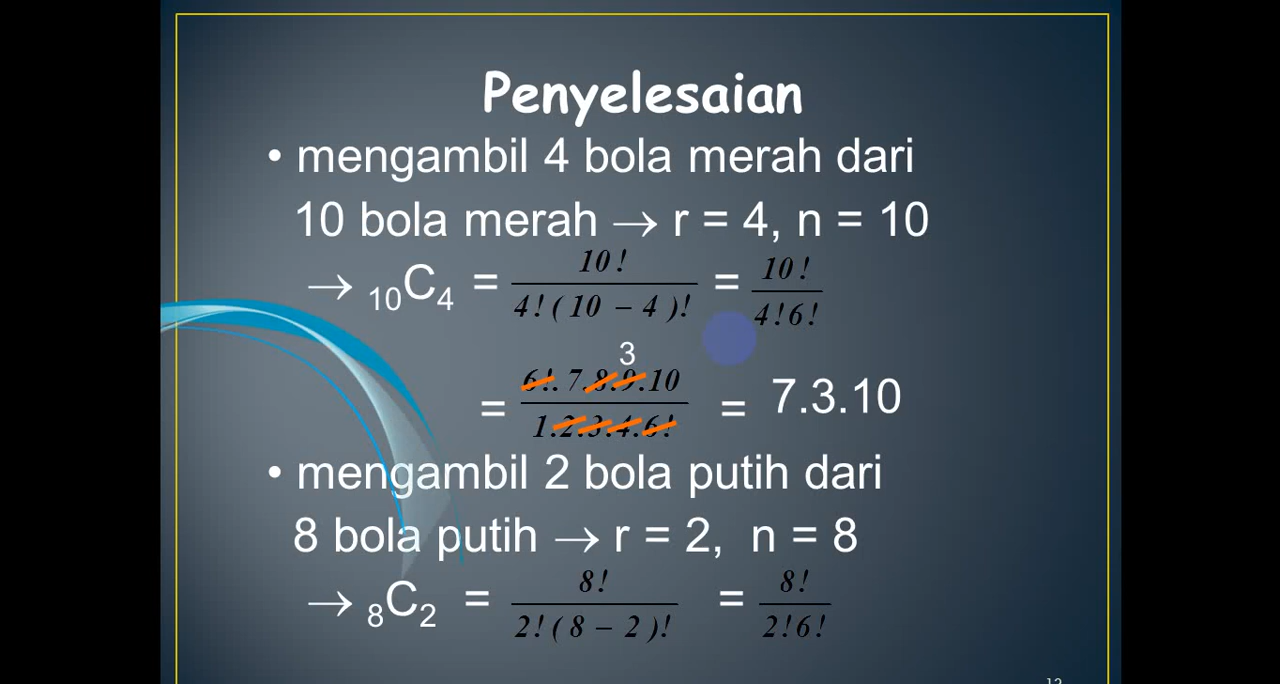 Penyelesaian
• mengambil 4 bola merah dari
10 bola merah → r = 4, n = 10
→ ₁₀C₄ = 10! / 4!(10 – 4)! = 10! / 4!6!
3
= 6!.7.8.9.10 / 1.2.3.4.6! = 7.3.10
• mengambil 2 bola putih dari
8 bola putih → r = 2, n = 8
→ ₈C₂ = 8! / 2!(8 – 2)! = 8! / 2!6!